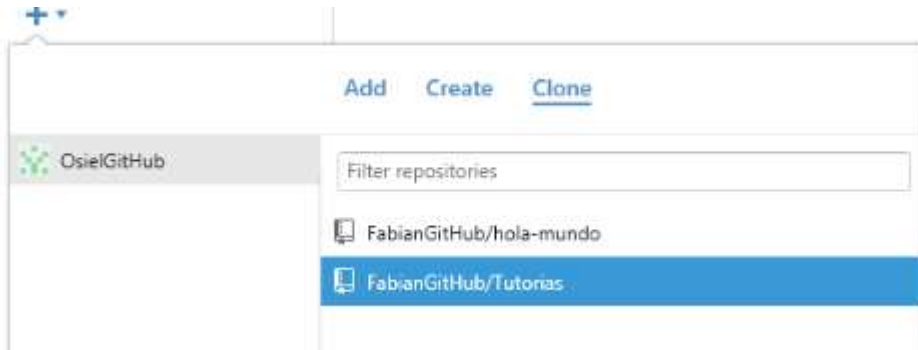 Add Create Clone
OsielGitHub
Filter repositories
FabianGitHub/hola-mundo
FabianGitHub/Tutorias